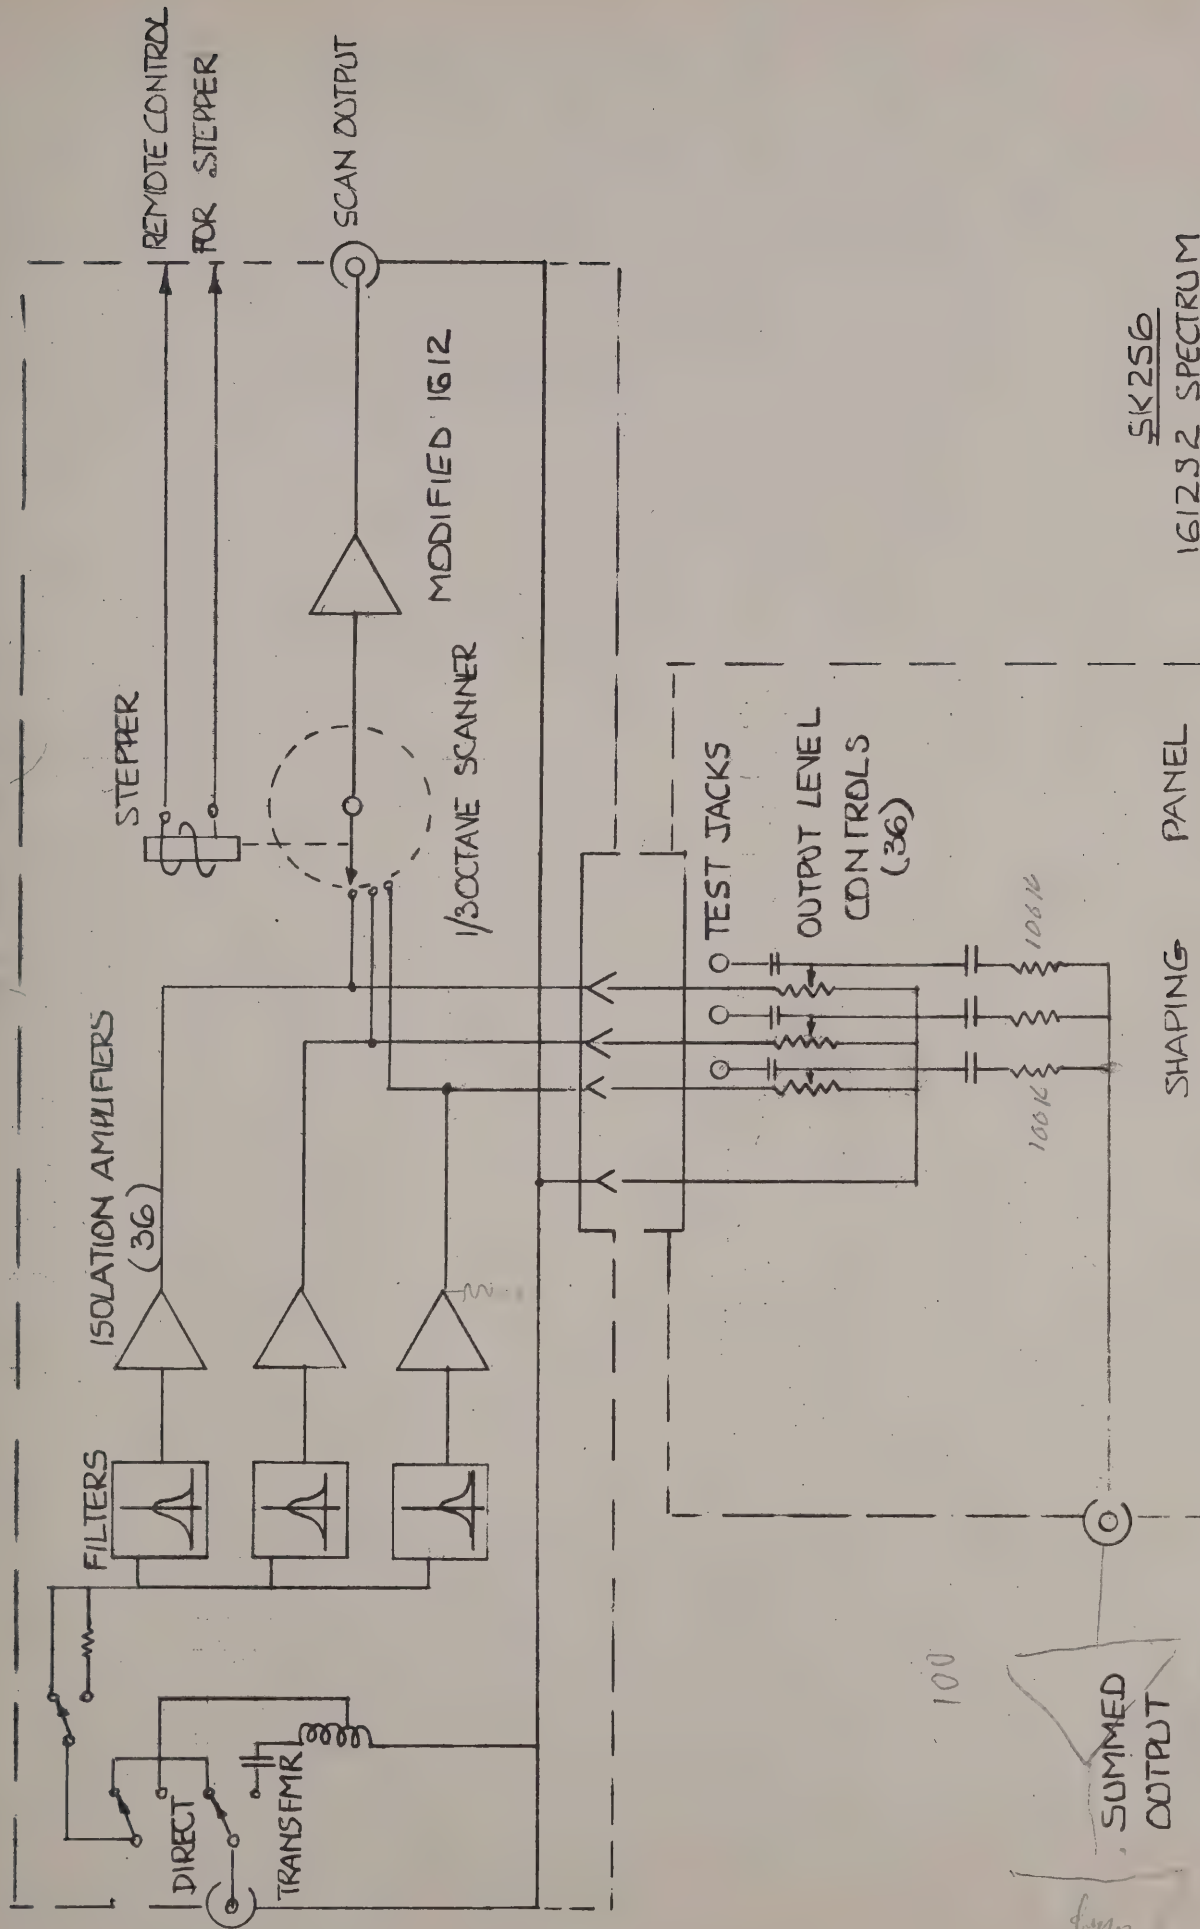 REMOTE CONTROL
FOR STEPPER
SCAN OUTPUT
STEPPER
MODIFIED 1612
1/3 OCTAVE SCANNER
ISOLATION AMPLIFIERS
(36)
FILTERS
DIRECT
TRANSFMR
TEST JACKS
OUTPUT LEVEL
CONTROLS
(36)
100K
100K
100
SUMMED
OUTPUT
SHAPING PANEL
SK256
161232 SPECTRUM